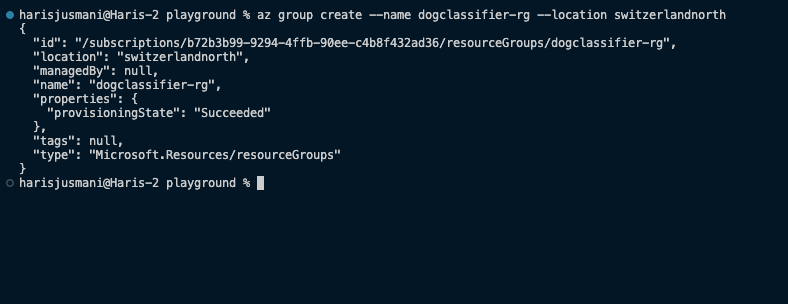 harisjusmani@Haris-2 playground % az group create --name dogclassifier-rg --location switzerlandnorth
{
  "id": "/subscriptions/b72b3b99-9294-4ffb-90ee-c4b8f432ad36/resourceGroups/dogclassifier-rg",
  "location": "switzerlandnorth",
  "managedBy": null,
  "name": "dogclassifier-rg",
  "properties": {
    "provisioningState": "Succeeded"
  },
  "tags": null,
  "type": "Microsoft.Resources/resourceGroups"
}
harisjusmani@Haris-2 playground %